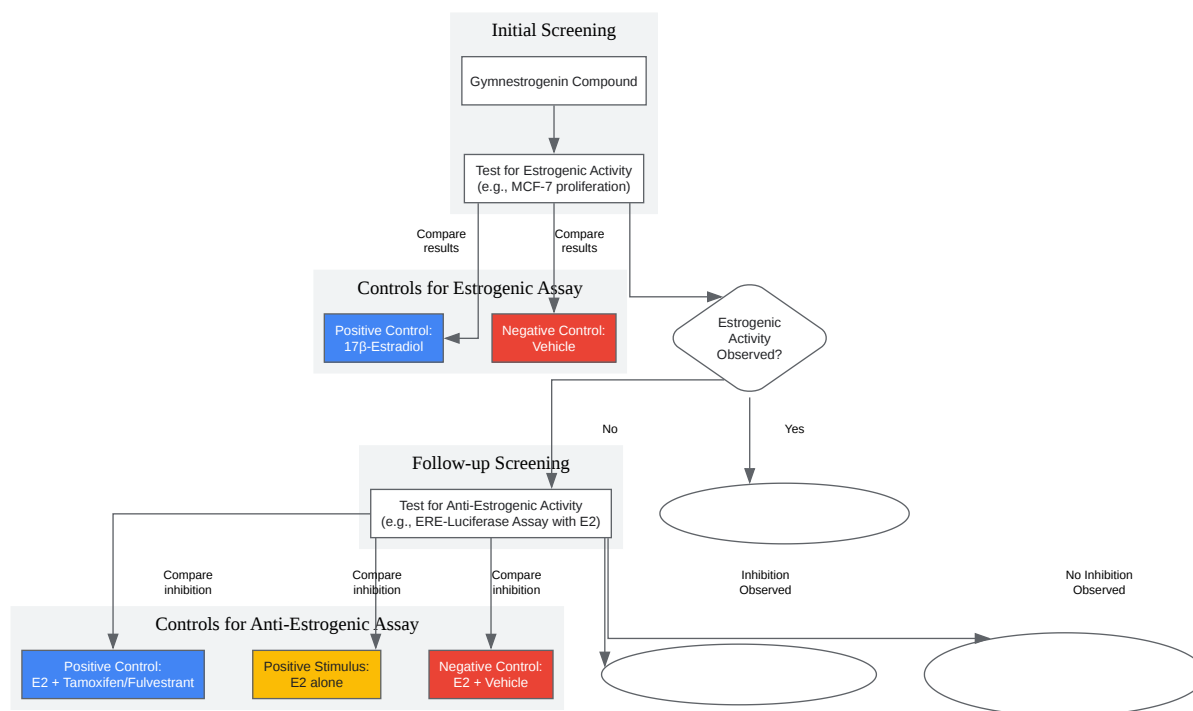 Initial Screening
Gymnestrogenin Compound
Test for Estrogenic Activity
(e.g., MCF-7 proliferation)
Compare
results
Compare
results
Controls for Estrogenic Assay
Positive Control:
17β-Estradiol
Negative Control:
Vehicle
Estrogenic
Activity
Observed?
No
Yes
Follow-up Screening
Test for Anti-Estrogenic Activity
(e.g., ERE-Luciferase Assay with E2)
Compare
inhibition
Compare
inhibition
Compare
inhibition
Inhibition
Observed
No Inhibition
Observed
Controls for Anti-Estrogenic Assay
Positive Control:
E2 + Tamoxifen/Fulvestrant
Positive Stimulus:
E2 alone
Negative Control:
E2 + Vehicle